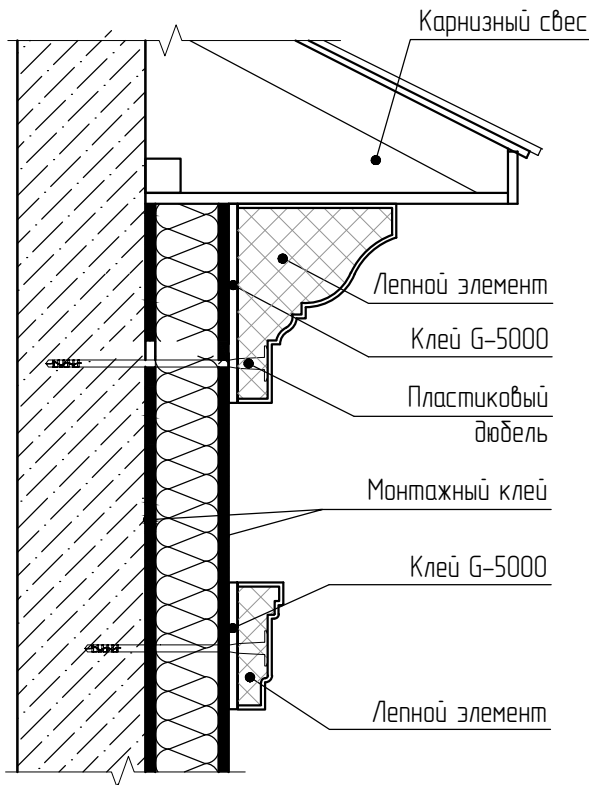 Карнизный свес
Лепной элемент
Клей G-5000
Пластиковый
дюбель
Монтажный клей
Клей G-5000
Лепной элемент